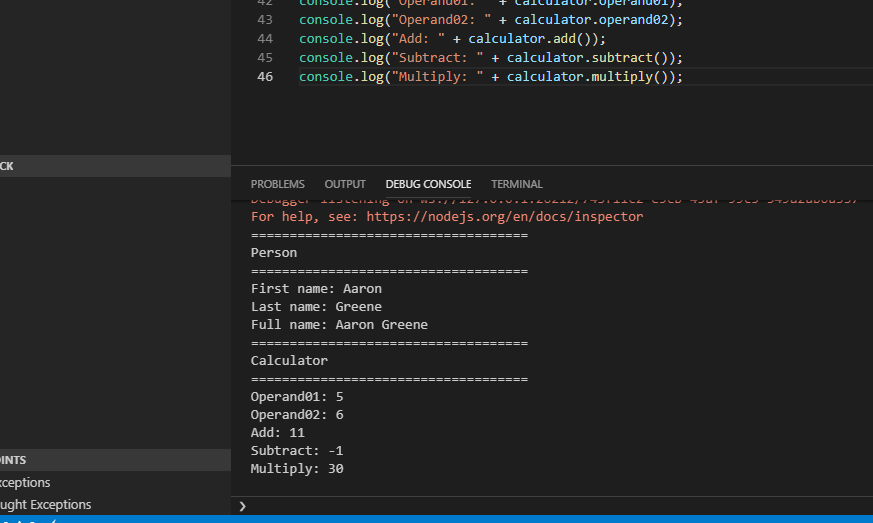 42 console.log("Operand01: " + calculator.operand01);
43 console.log("Operand02: " + calculator.operand02);
44 console.log("Add: " + calculator.add());
45 console.log("Subtract: " + calculator.subtract());
46 console.log("Multiply: " + calculator.multiply());
CK
PROBLEMS OUTPUT DEBUG CONSOLE TERMINAL
Debugger listening on
For help, see: https://nodejs.org/en/docs/inspector
====================================
Person
====================================
First name: Aaron
Last name: Greene
Full name: Aaron Greene
====================================
Calculator
====================================
Operand01: 5
Operand02: 6
Add: 11
Subtract: -1
Multiply: 30
OINTS
xceptions
ught Exceptions
❯